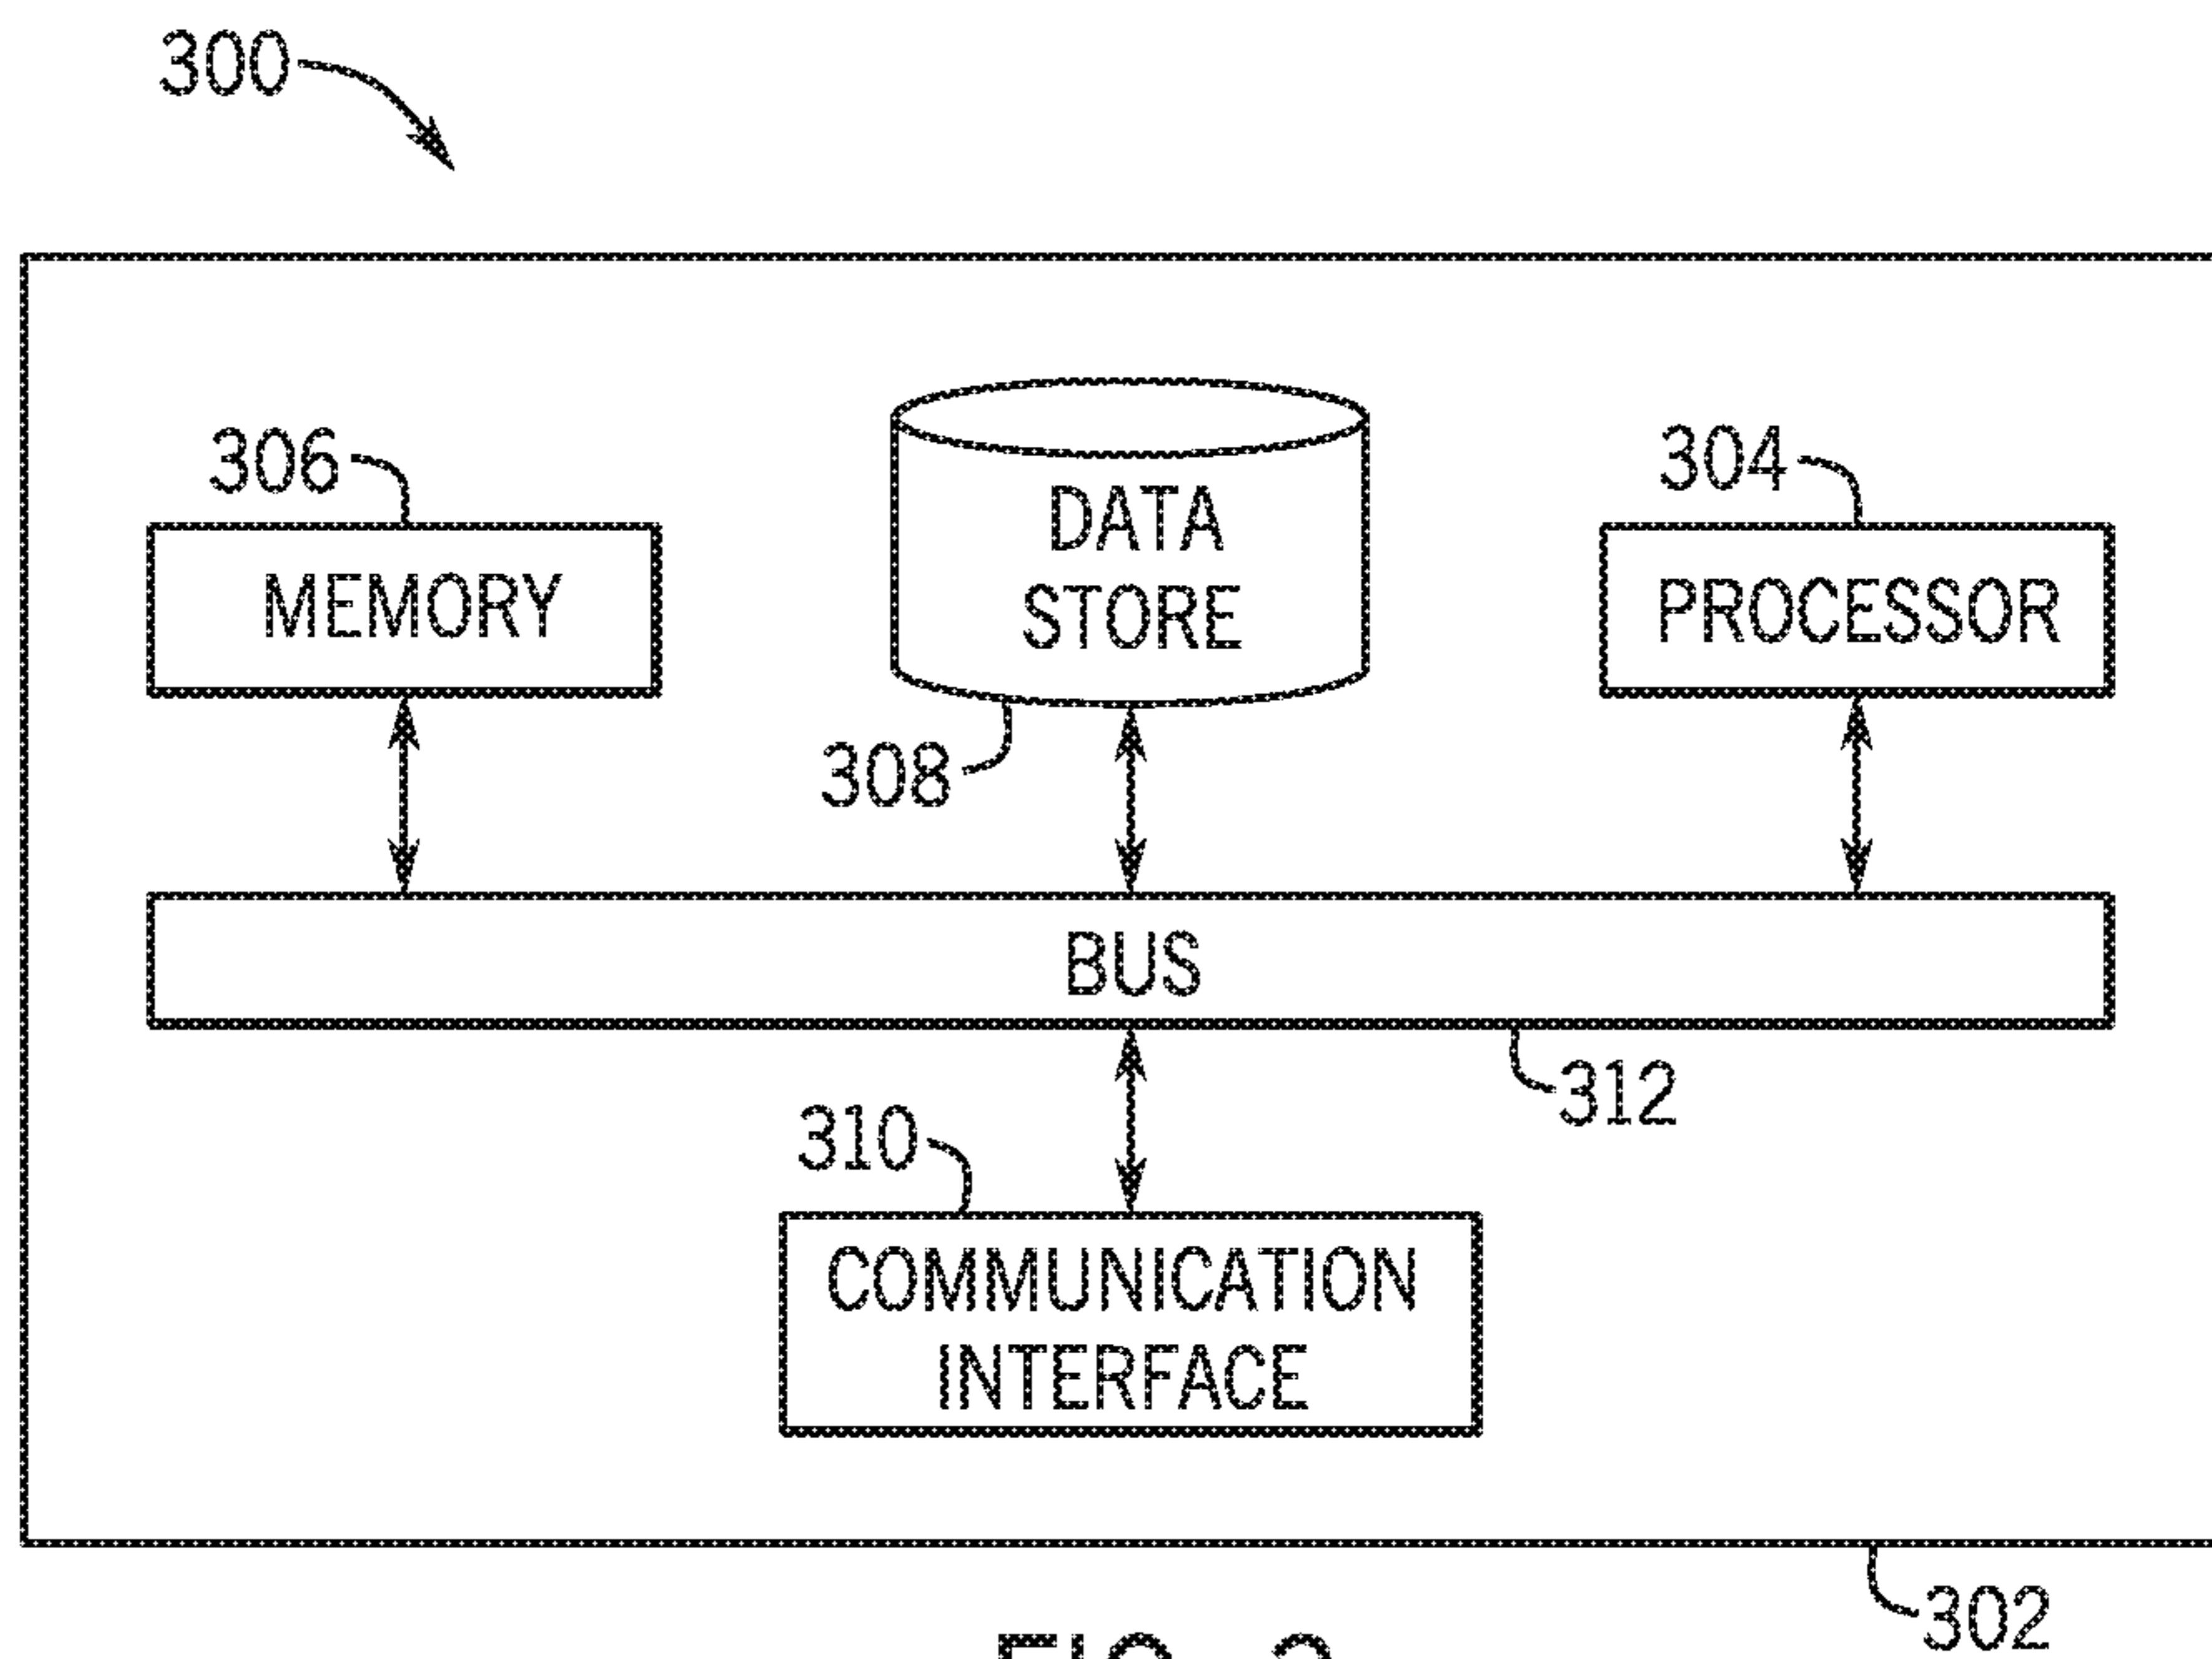 300
306
304
DATA
STORE
MEMORY
PROCESSOR
308
BUS
312
310
COMMUNICATION
INTERFACE
302